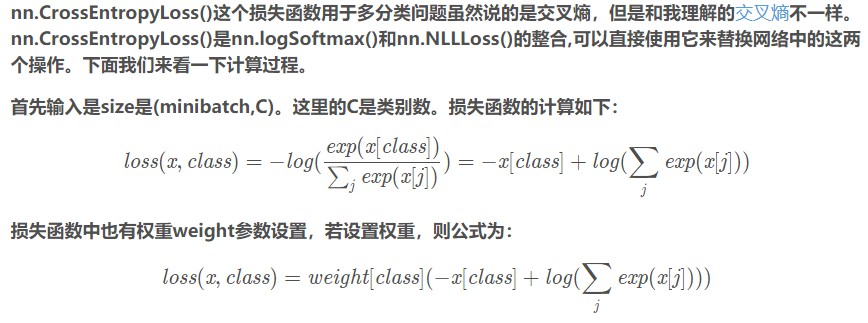 nn.CrossEntropyLoss()这个损失函数用于多分类问题虽然说的是交叉熵，但是和我理解的交叉熵不一样。
nn.CrossEntropyLoss()是nn.logSoftmax()和nn.NLLLoss()的整合,可以直接使用它来替换网络中的这两
个操作。下面我们来看一下计算过程。
首先输入是size是(minibatch,C)。这里的C是类别数。损失函数的计算如下：
loss(x, class) = −log(exp(x[class]) / ∑_j exp(x[j])) = −x[class] + log(∑_j exp(x[j]))
损失函数中也有权重weight参数设置，若设置权重，则公式为：
loss(x, class) = weight[class](−x[class] + log(∑_j exp(x[j])))